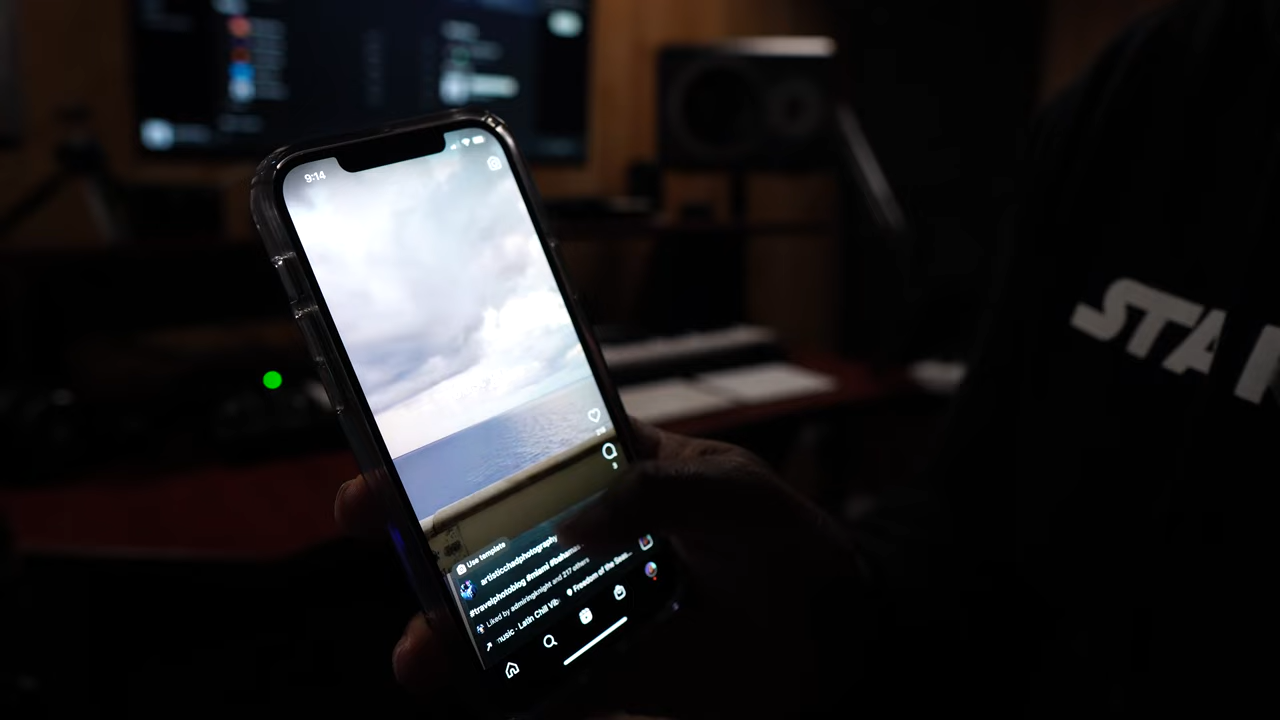 9:14
Use template
artisticchadphotography
#travelphotoblog #miami #bahamas
Liked by admiringknight and 217 others
music · Latin Chill Vib
Freedom of the Seas...
STA